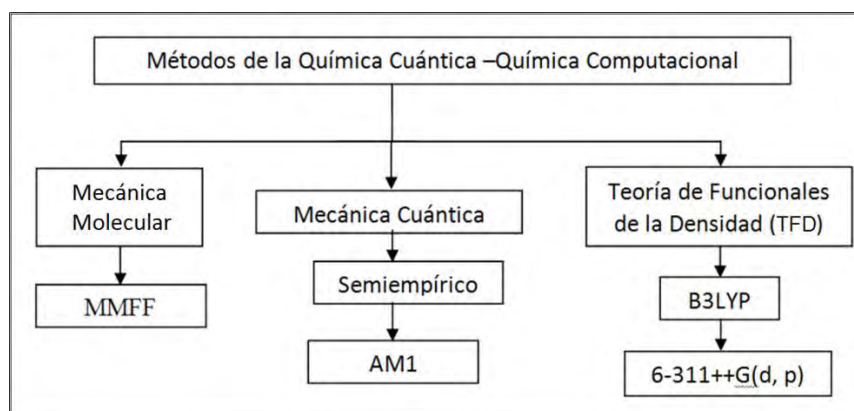 Métodos de la Química Cuántica –Química Computacional
Mecánica
Molecular
MMFF
Mecánica Cuántica
Semiempírico
AM1
Teoría de Funcionales
de la Densidad (TFD)
B3LYP
6-311++G(d, p)